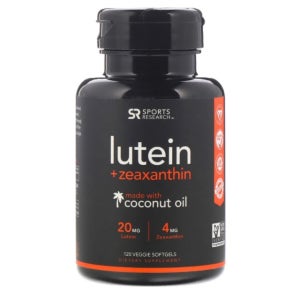 SR SPORTS
RESEARCH
lutein
+ zeaxanthin
made with
coconut oil
20 MG
Lutein
4 MG
Zeaxanthin
120 VEGGIE SOFTGELS
DIETARY SUPPLEMENT